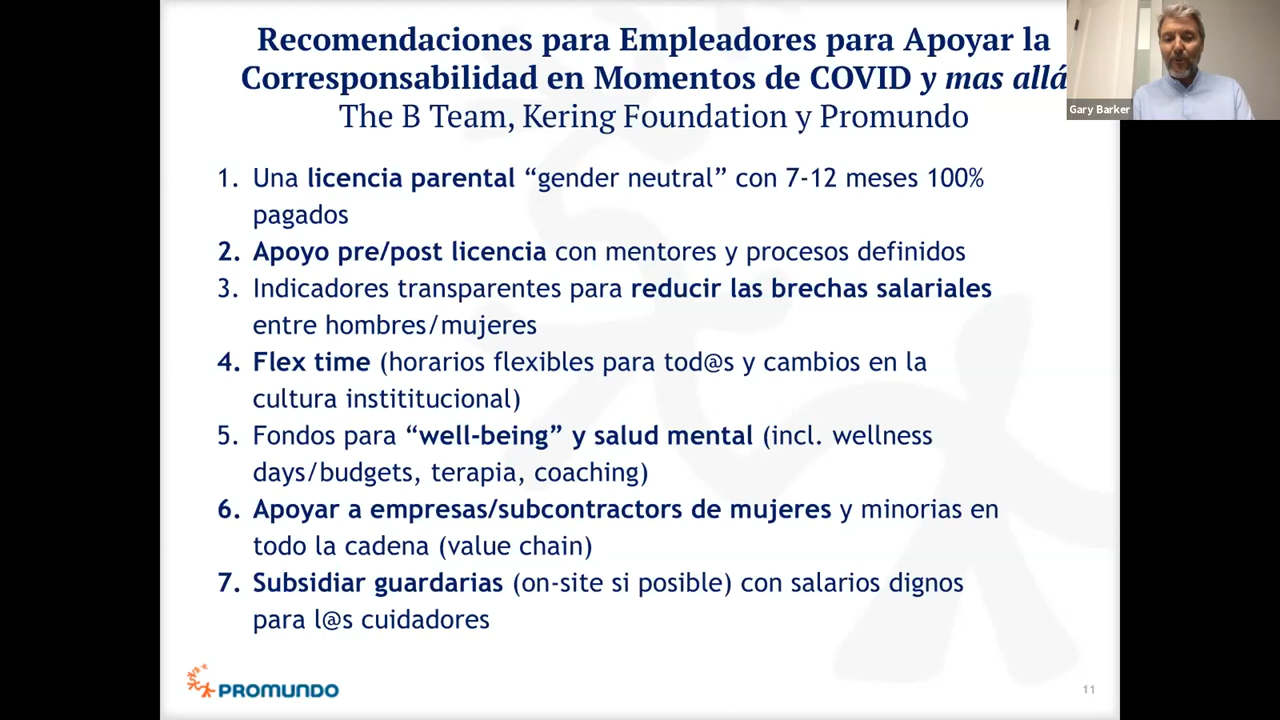 Recomendaciones para Empleadores para Apoyar la
Corresponsabilidad en Momentos de COVID y mas allá
The B Team, Kering Foundation y Promundo
Gary Barker
1. Una licencia parental “gender neutral” con 7-12 meses 100%
pagados
2. Apoyo pre/post licencia con mentores y procesos definidos
3. Indicadores transparentes para reducir las brechas salariales
entre hombres/mujeres
4. Flex time (horarios flexibles para tod@s y cambios en la
cultura instititucional)
5. Fondos para “well-being” y salud mental (incl. wellness
days/budgets, terapia, coaching)
6. Apoyar a empresas/subcontractors de mujeres y minorias en
todo la cadena (value chain)
7. Subsidiar guardarias (on-site si posible) con salarios dignos
para l@s cuidadores
PROMUNDO
11